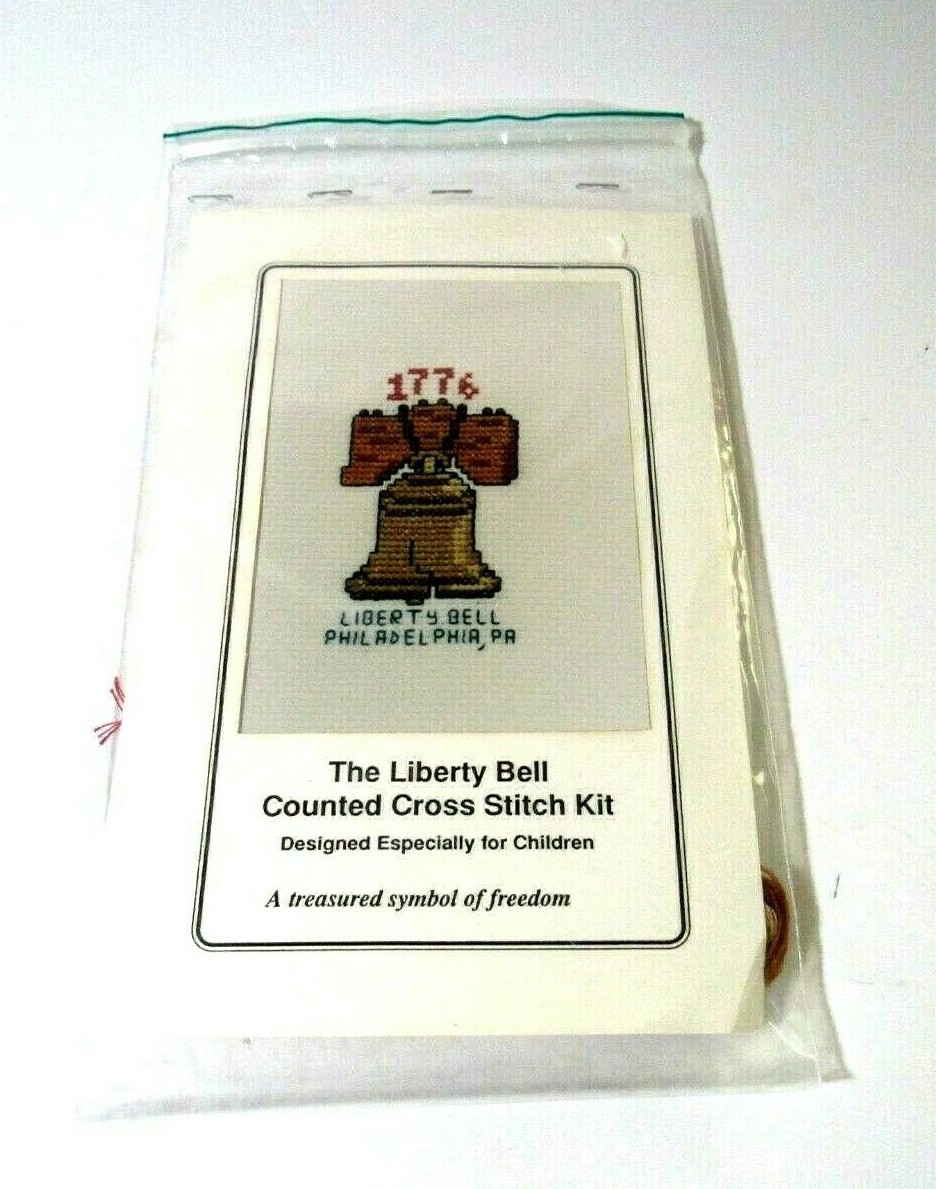 1776
LIBERTY BELL
PHILADELPHIA, PA
The Liberty Bell
Counted Cross Stitch Kit
Designed Especially for Children
A treasured symbol of freedom